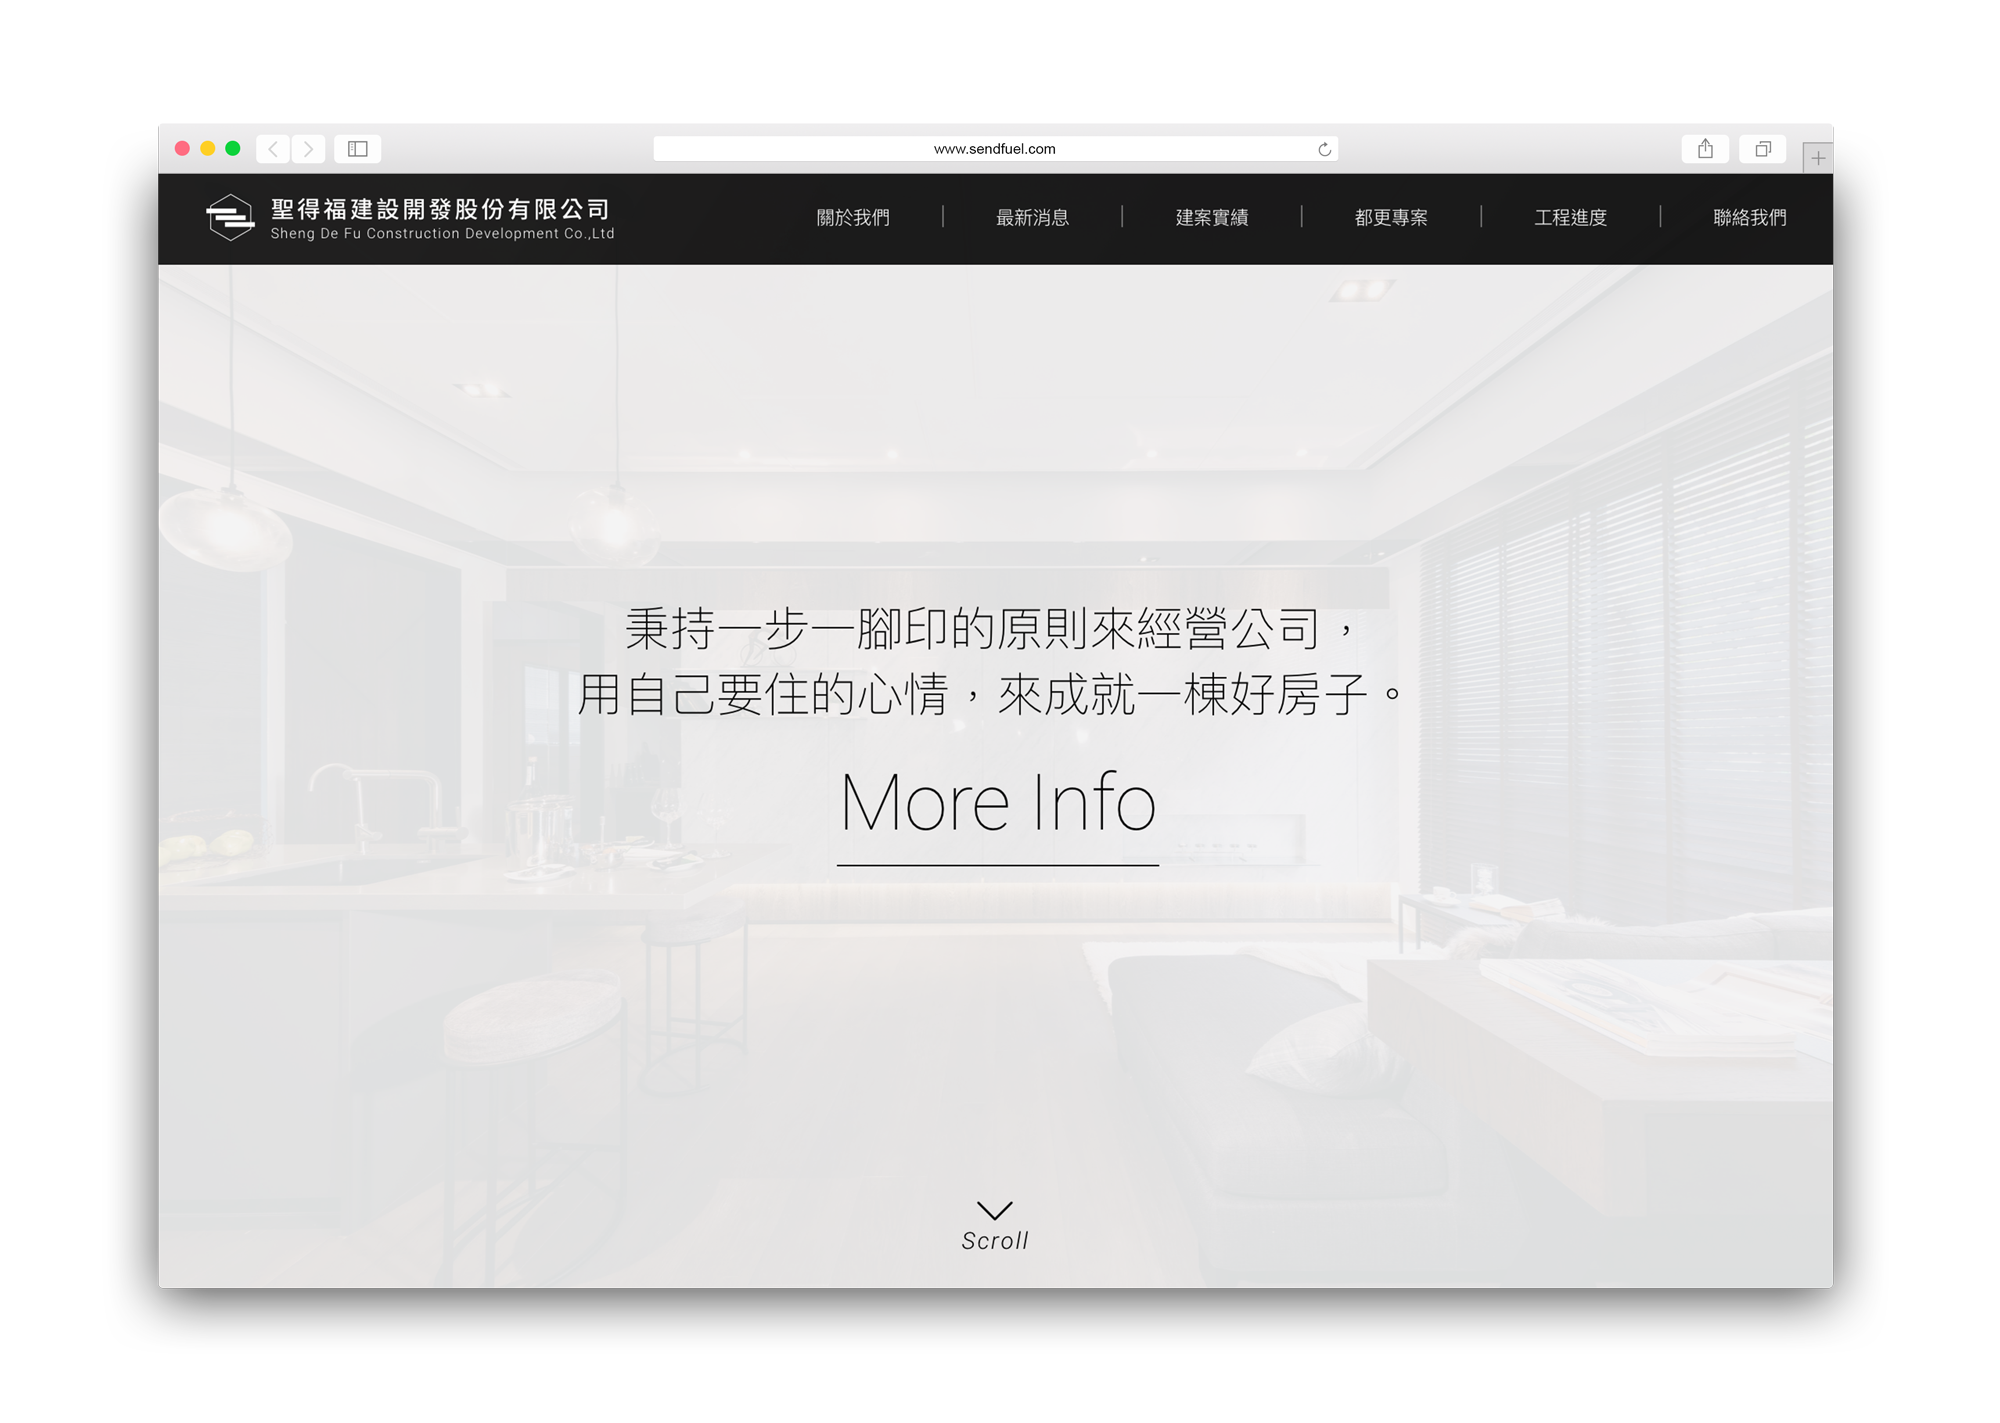 www.sendfuel.com
聖得福建設開發股份有限公司
Sheng De Fu Construction Development Co.,Ltd
關於我們 | 最新消息 | 建案實績 | 都更專案 | 工程進度 | 聯絡我們
秉持一步一腳印的原則來經營公司，
用自己要住的心情，來成就一棟好房子。
More Info
Scroll